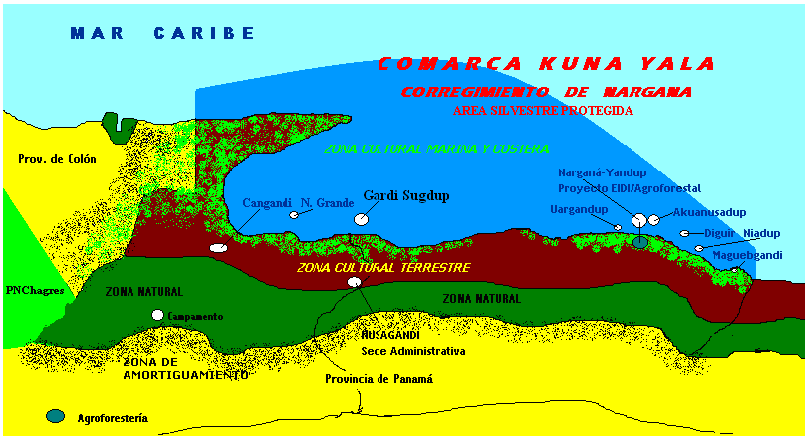 MAR CARIBE
COMARCA KUNA YALA
CORREGIMIENTO DE NARGANA
AREA SILVESTRE PROTEGIDA
Prov. de Colón
ZONA CULTURAL MARINA Y COSTERA
Narganá-Yandup
Proyecto EIDI/Agroforestal
Cangandi
N. Grande
Gardi Sugdup
Uargandup
Akuanusadup
Diguir
Niadup
Maguebgandi
ZONA CULTURAL TERRESTRE
PNChagres
ZONA NATURAL
ZONA NATURAL
Campamento
NUSAGANDI
Sece Administrativa
ZONA DE
AMORTIGUAMIENTO
Provincia de Panamá
Agroforestería